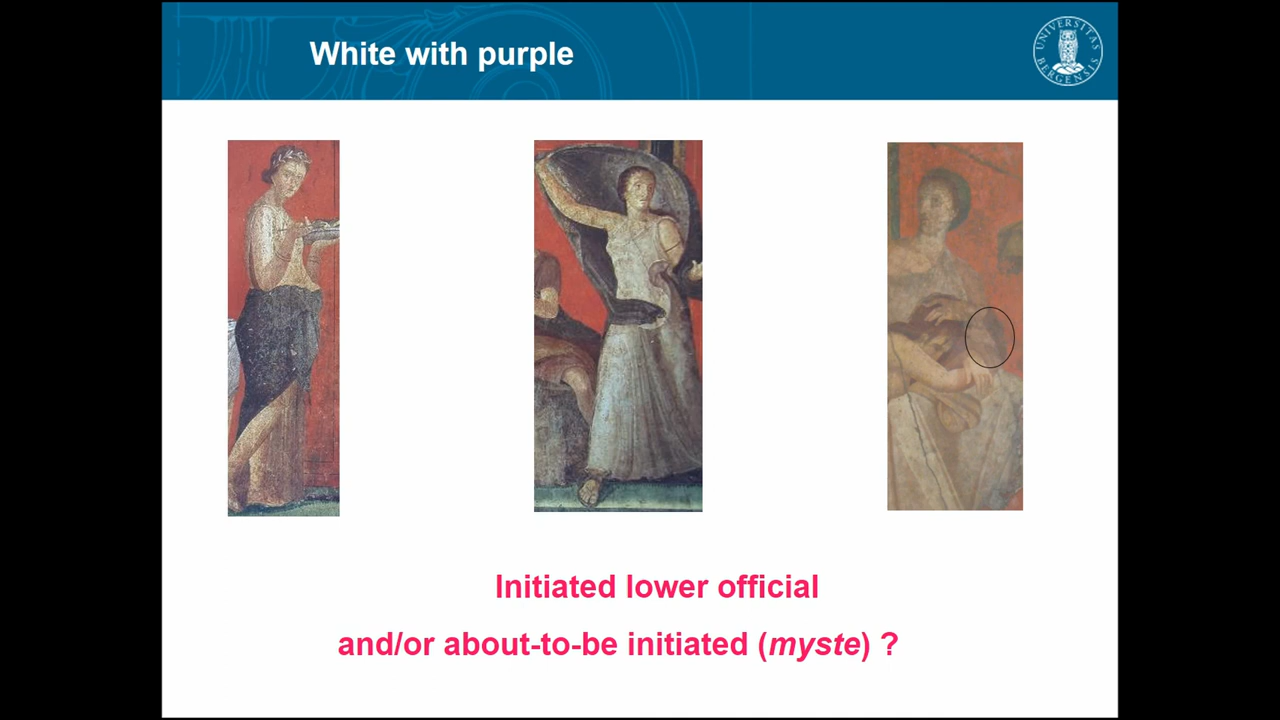 White with purple
UNIVERSITAS
BERGENSIS
Initiated lower official
and/or about-to-be initiated (myste) ?